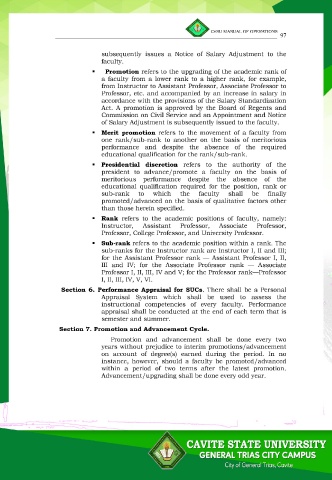 CvSU MANUAL OF OPERATIONS
97
subsequently issues a Notice of Salary Adjustment to the
faculty.
▪ Promotion refers to the upgrading of the academic rank of
a faculty from a lower rank to a higher rank, for example,
from Instructor to Assistant Professor, Associate Professor to
Professor, etc. and accompanied by an increase in salary in
accordance with the provisions of the Salary Standardization
Act. A promotion is approved by the Board of Regents and
Commission on Civil Service and an Appointment and Notice
of Salary Adjustment is subsequently issued to the faculty.
▪ Merit promotion refers to the movement of a faculty from
one rank/sub-rank to another on the basis of meritorious
performance and despite the absence of the required
educational qualification for the rank/sub-rank.
▪ Presidential discretion refers to the authority of the
president to advance/promote a faculty on the basis of
meritorious performance despite the absence of the
educational qualification required for the position, rank or
sub-rank to which the faculty shall be finally
promoted/advanced on the basis of qualitative factors other
than those herein specified.
▪ Rank refers to the academic positions of faculty, namely:
Instructor, Assistant Professor, Associate Professor,
Professor, College Professor, and University Professor.
▪ Sub-rank refers to the academic position within a rank. The
sub-ranks for the Instructor rank are Instructor I, II and III;
for the Assistant Professor rank — Assistant Professor I, II,
III and IV; for the Associate Professor rank — Associate
Professor I, II, III, IV and V; for the Professor rank—Professor
I, II, III, IV, V, VI.
Section 6. Performance Appraisal for SUCs. There shall be a Personal
Appraisal System which shall be used to assess the
instructional competencies of every faculty. Performance
appraisal shall be conducted at the end of each term that is
semester and summer.
Section 7. Promotion and Advancement Cycle.
Promotion and advancement shall be done every two
years without prejudice to interim promotions/advancement
on account of degree(s) earned during the period. In no
instance, however, should a faculty be promoted/advanced
within a period of two terms after the latest promotion.
Advancement/upgrading shall be done every odd year.
CAVITE STATE UNIVERSITY
GENERAL TRIAS CITY CAMPUS
City of General Trias, Cavite